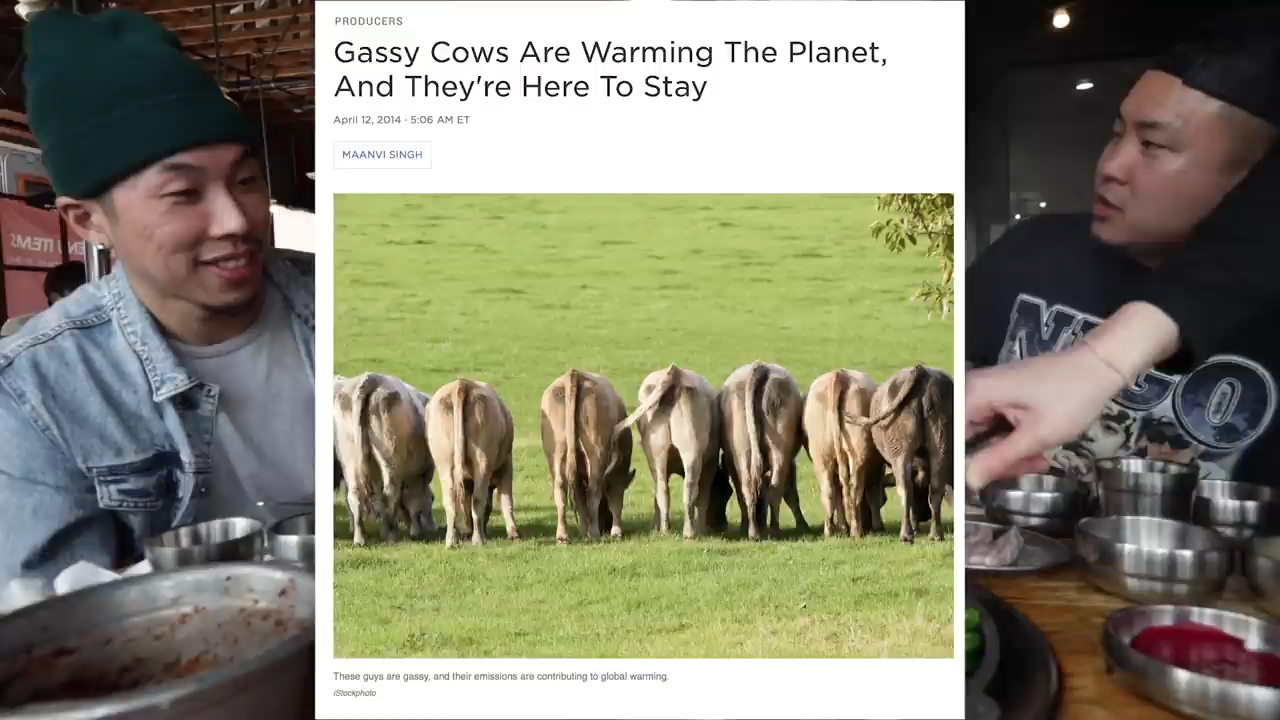 PRODUCERS
Gassy Cows Are Warming The Planet,
And They're Here To Stay
April 12, 2014 · 5:06 AM ET
MAANVI SINGH
These guys are gassy, and their emissions are contributing to global warming.
iStockphoto